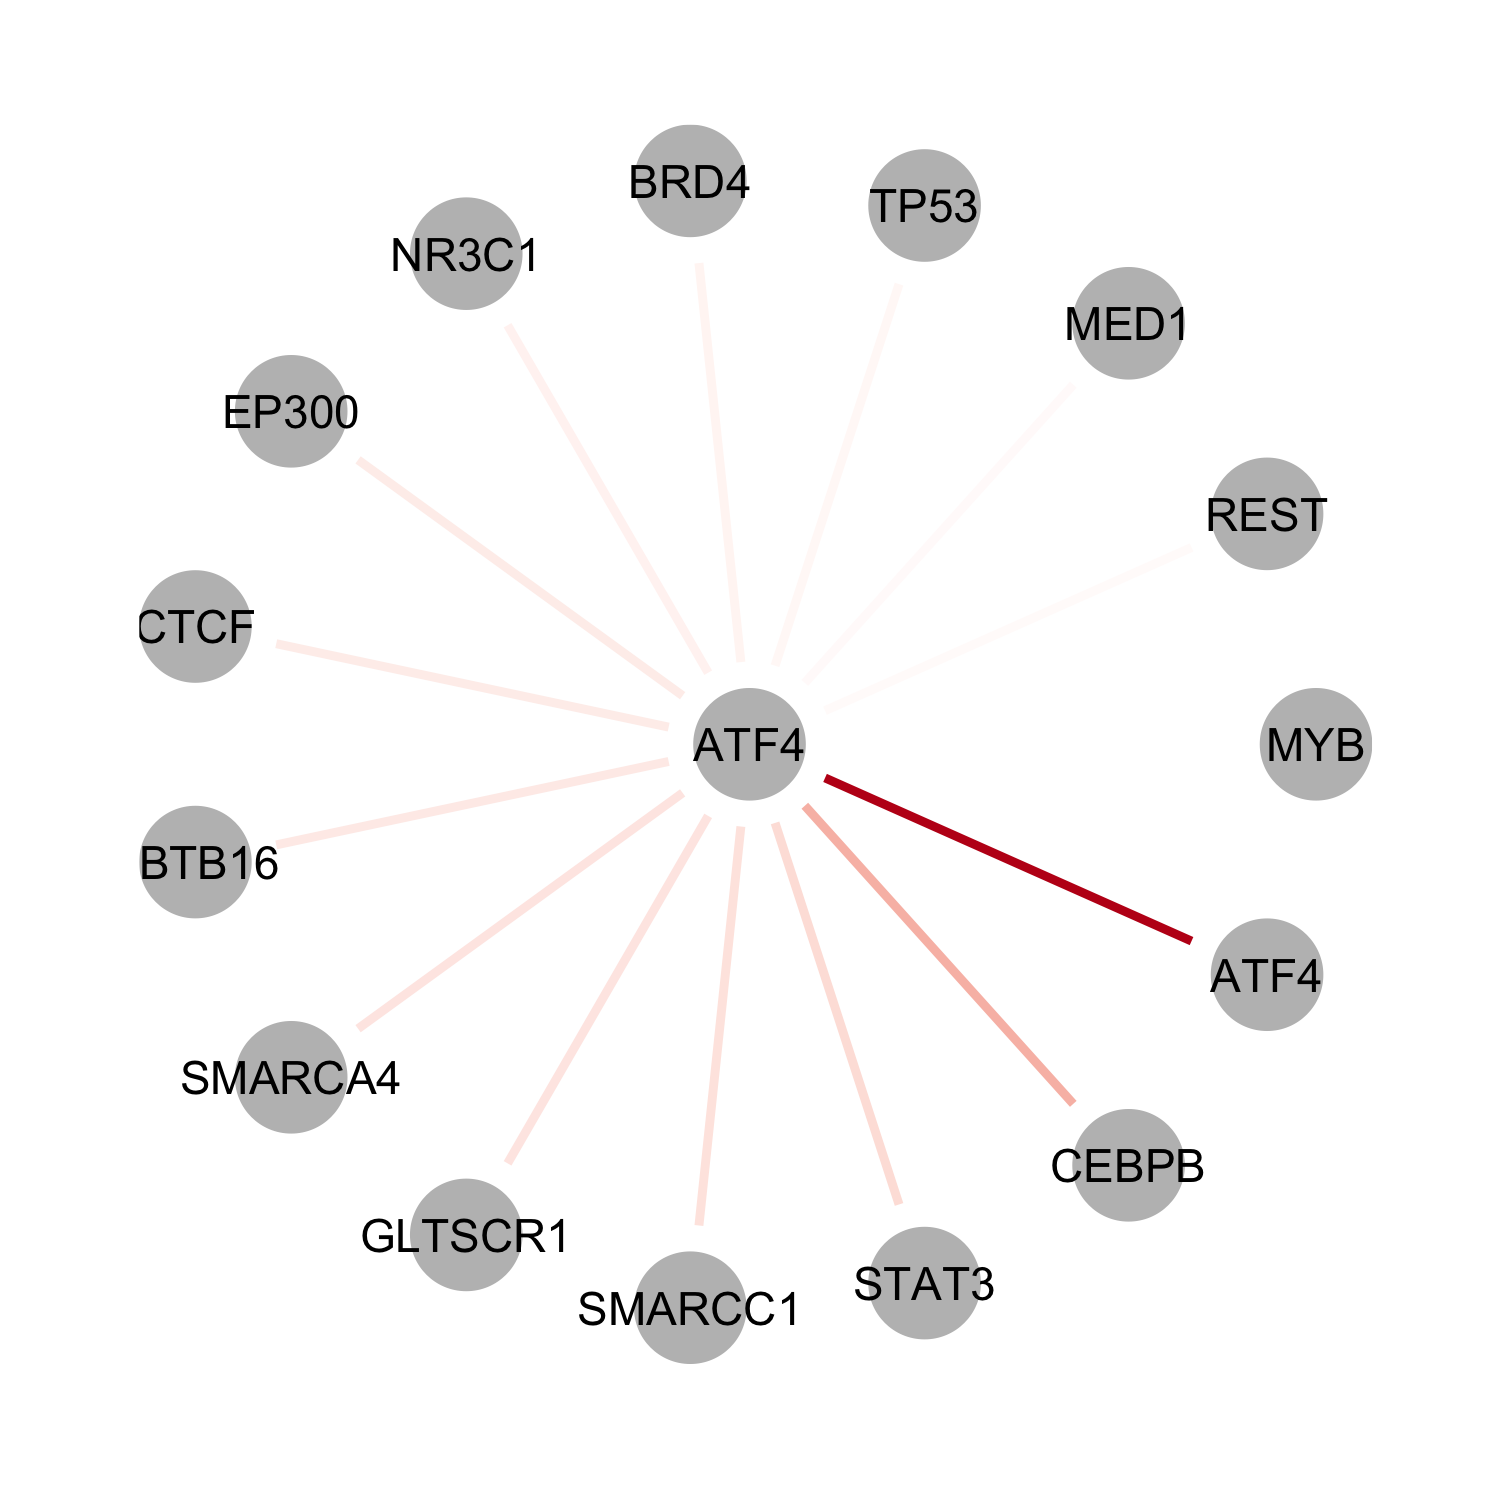 BRD4
TP53
NR3C1
MED1
EP300
REST
CTCF
ATF4
MYB
BTB16
ATF4
SMARCA4
CEBPB
GLTSCR1
STAT3
SMARCC1